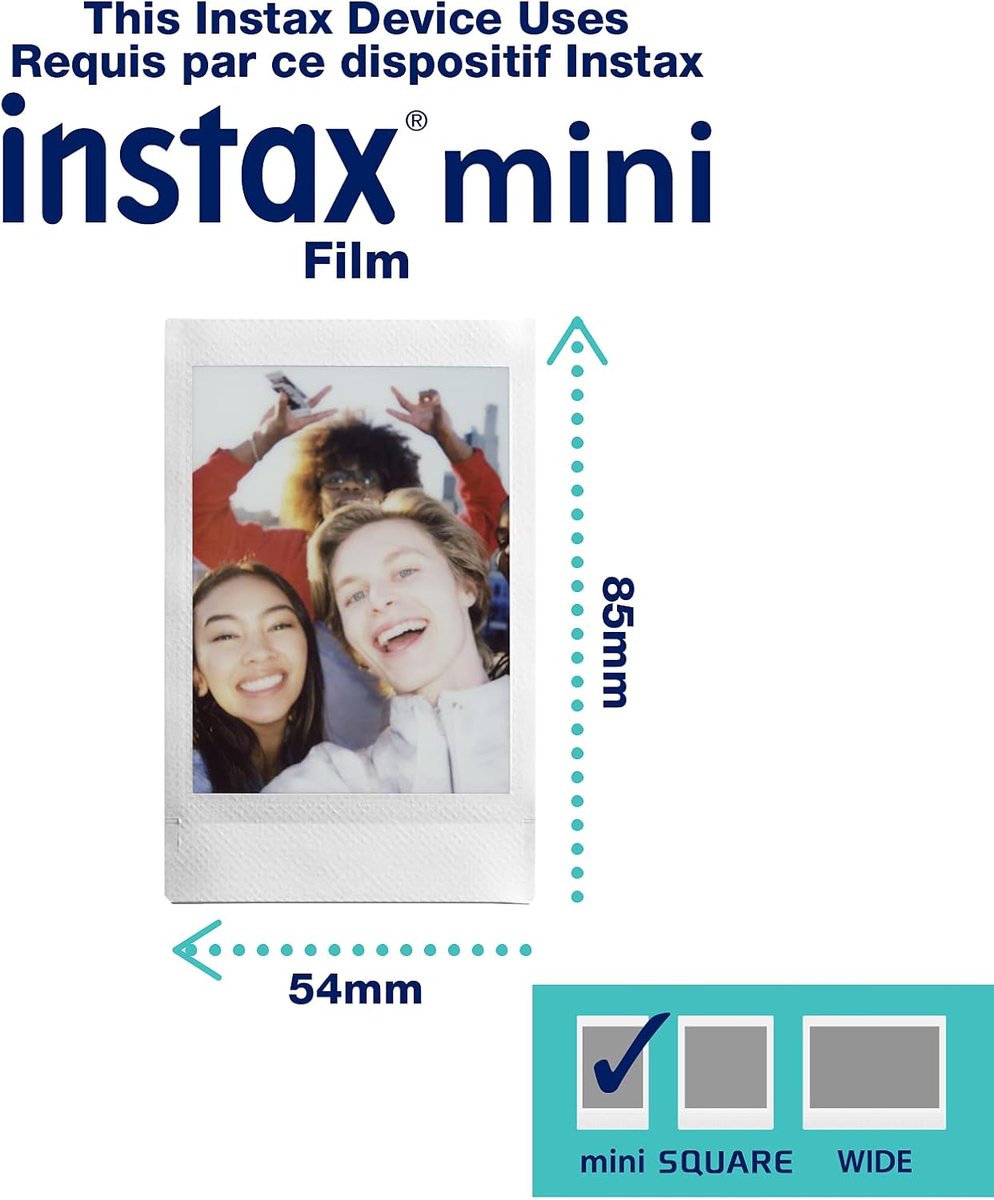 This Instax Device Uses
Requis par ce dispositif Instax
instax® mini
Film
85mm
54mm
mini SQUARE WIDE